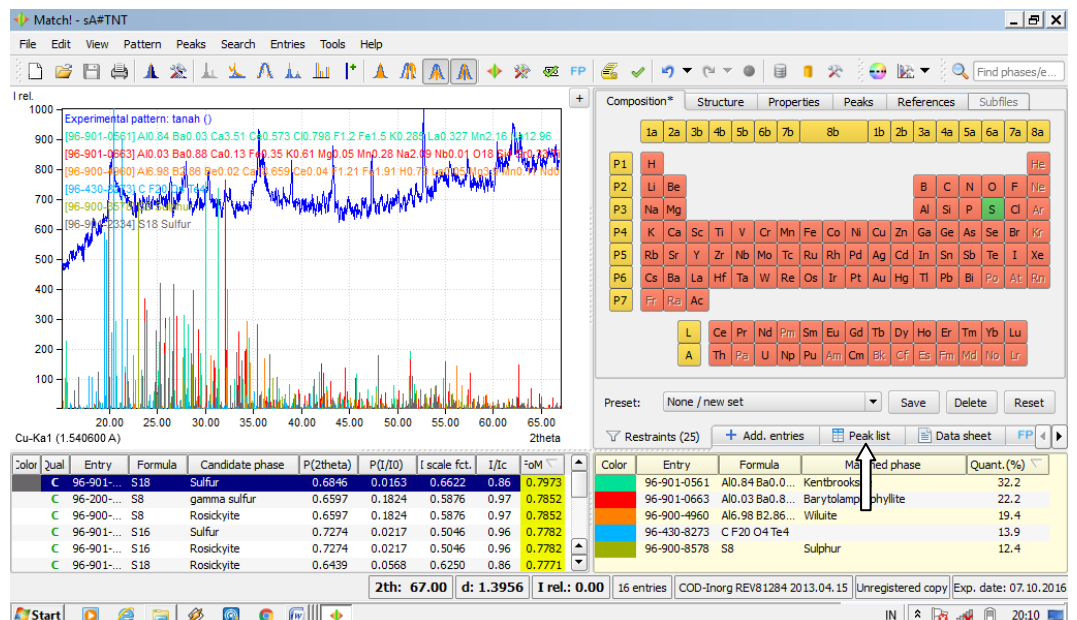 Match! - sA#TNT
File Edit View Pattern Peaks Search Entries Tools Help
FP
Find phases/e...
I rel.
Experimental pattern: tanah ()
[96-901-0561] Al0.84 Ba0.03 Ca3.51 Ce0.573 Cl0.798 F1.2 Fe1.5 K0.285 La0.327 Mn2.16 Na12.96
[96-901-0663] Al0.03 Ba0.88 Ca0.13 Fe0.35 K0.61 Mg0.05 Mn0.28 Na2.09 Nb0.01 O18
[96-900-4960] Al6.98 B2.86
[96-430-8273] C F20 O4 Te4
[96-900-8578] S8 Sulphur
S18 Sulfur
1000
900
800
700
600
500
400
300
200
100
20.00 25.00 30.00 35.00 40.00 45.00 50.00 55.00 60.00 65.00
Cu-Ka1 (1.540600 A) 2theta
+
Composition* Structure Properties Peaks References Subfiles
1a 2a 3b 4b 5b 6b 7b 8b 1b 2b 3a 4a 5a 6a 7a 8a
P1 H He
P2 Li Be B C N O F Ne
P3 Na Mg Al Si P S Cl Ar
P4 K Ca Sc Ti V Cr Mn Fe Co Ni Cu Zn Ga Ge As Se Br Kr
P5 Rb Sr Y Zr Nb Mo Tc Ru Rh Pd Ag Cd In Sn Sb Te I Xe
P6 Cs Ba La Hf Ta W Re Os Ir Pt Au Hg Tl Pb Bi Po At Rn
P7 Fr Ra Ac
L Ce Pr Nd Pm Sm Eu Gd Tb Dy Ho Er Tm Yb Lu
A Th Pa U Np Pu Am Cm Bk Cf Es Fm Md No Lr
Preset: None / new set Save Delete Reset
Restraints (25) + Add. entries Peak list Data sheet FP
Color Qual Entry Formula Candidate phase P(2theta) P(I/I0) I scale fct. I/Ic FoM
C 96-901-... S18 Sulfur 0.6846 0.0163 0.6622 0.86 0.7973
C 96-200-... S8 gamma sulfur 0.6597 0.1824 0.5876 0.97 0.7852
C 96-900-... S8 Rosickyite 0.6597 0.1824 0.5876 0.97 0.7852
C 96-901-... S16 Sulfur 0.7274 0.0217 0.5046 0.96 0.7782
C 96-901-... S16 Rosickyite 0.7274 0.0217 0.5046 0.96 0.7782
C 96-901-... S18 Rosickyite 0.6439 0.0568 0.6250 0.86 0.7771
Color Entry Formula Matched phase Quant.(%)
96-901-0561 Al0.84 Ba0.0... 32.2
96-901-0663 Al0.03 Ba0.8... 22.2
96-900-4960 Al6.98 B2.86... Wiluite 19.4
96-430-8273 C F20 O4 Te4 13.9
96-900-8578 S8 Sulphur 12.4
2th: 67.00 d: 1.3956 I rel.: 0.00 16 entries COD-Inorg REV81284 2013.04.15 Unregistered copy Exp. date: 07.10.2016
Start IN 20:10